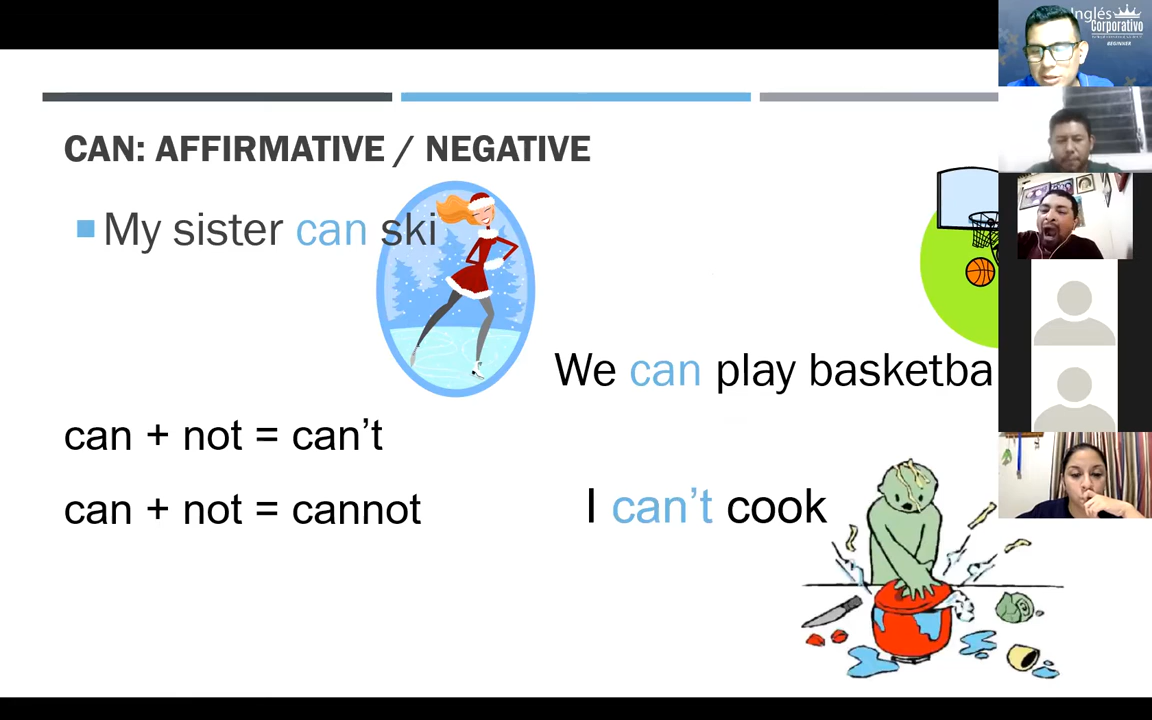 Inglés
Corporativo
BEGINNER
CAN: AFFIRMATIVE / NEGATIVE
My sister can ski
We can play basketba
can + not = can't
can + not = cannot
I can't cook